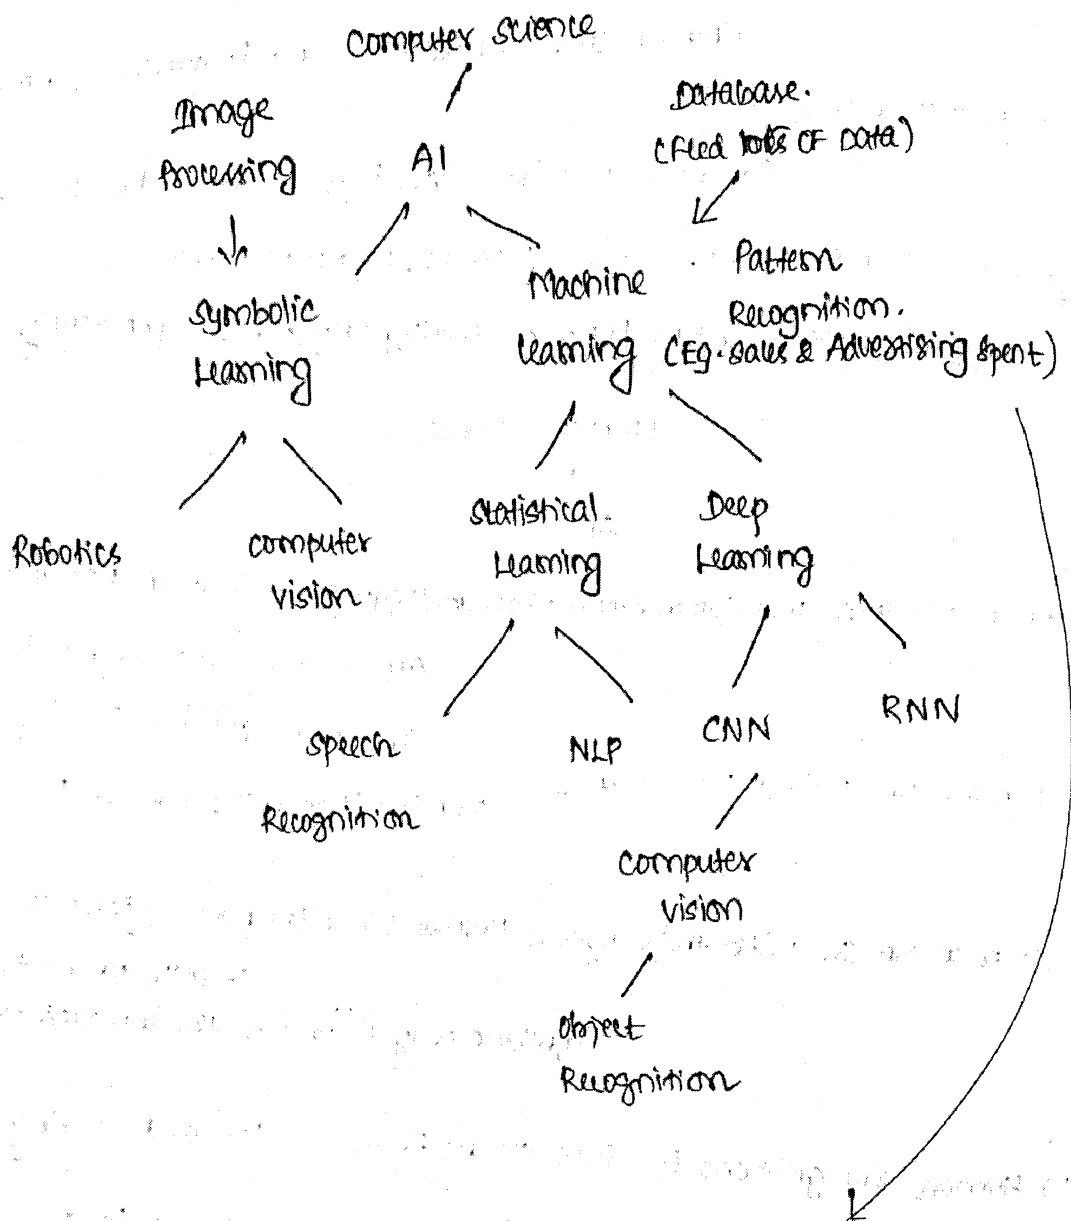 Computer Science
Image
Processing
AI
Database.
(Feed lots OF Data)
Symbolic
Learning
Machine
Learning
Pattern
Recognition.
(Eg. Sales & Advertising Spent)
Robotics
Computer
Vision
Statistical
Learning
Deep
Learning
Speech
Recognition
NLP
CNN
RNN
Computer
Vision
Object
Recognition